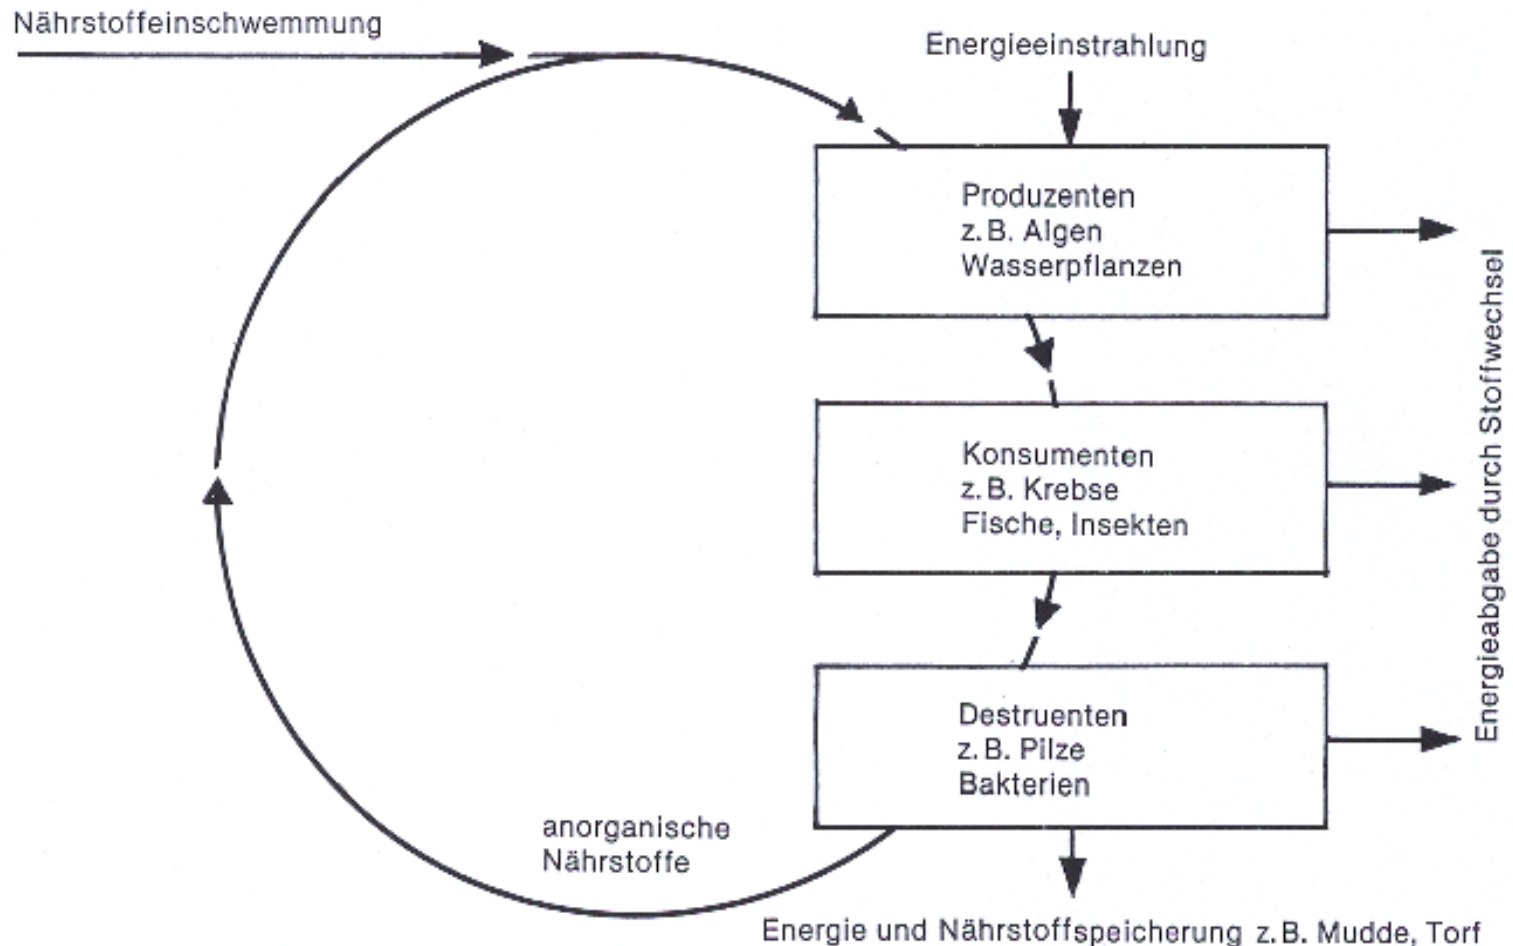 Nährstoffeinschwemmung
Energieeinstrahlung
Produzenten
z.B. Algen
Wasserpflanzen
Konsumenten
z.B. Krebse
Fische, Insekten
Destruenten
z.B. Pilze
Bakterien
Energieabgabe durch Stoffwechsel
anorganische
Nährstoffe
Energie und Nährstoffspeicherung z.B. Mudde, Torf